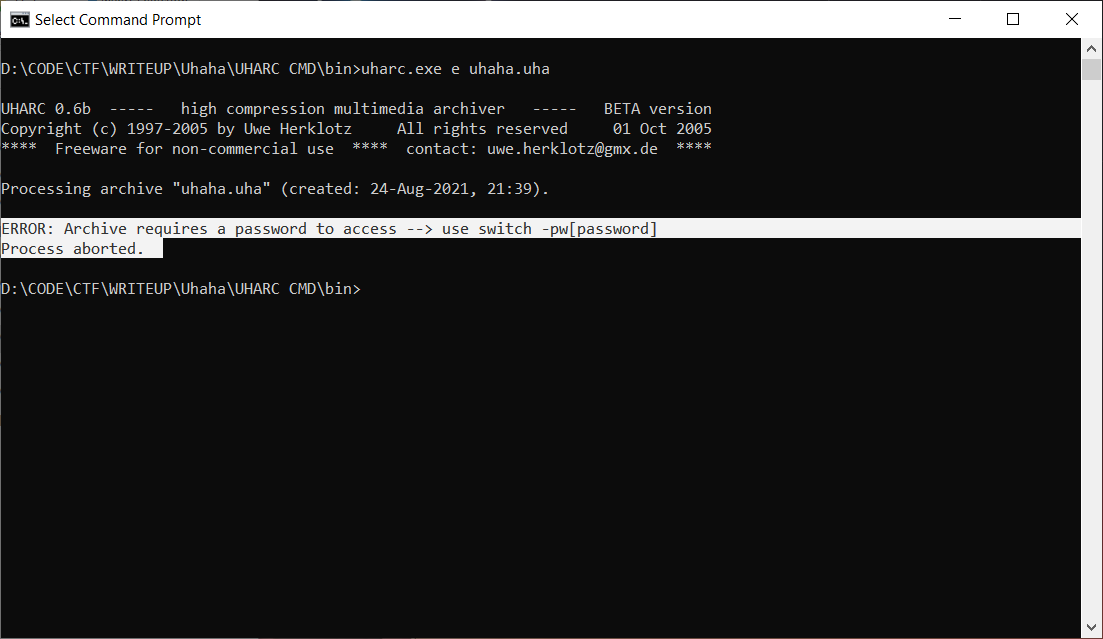 Select Command Prompt
D:\CODE\CTF\WRITEUP\Uhaha\UHARC CMD\bin>uharc.exe e uhaha.uha
UHARC 0.6b  -----   high compression multimedia archiver   -----   BETA version
Copyright (c) 1997-2005 by Uwe Herklotz     All rights reserved     01 Oct 2005
****  Freeware for non-commercial use  ****  contact: uwe.herklotz@gmx.de  ****
Processing archive "uhaha.uha" (created: 24-Aug-2021, 21:39).
ERROR: Archive requires a password to access --> use switch -pw[password]
Process aborted.
D:\CODE\CTF\WRITEUP\Uhaha\UHARC CMD\bin>